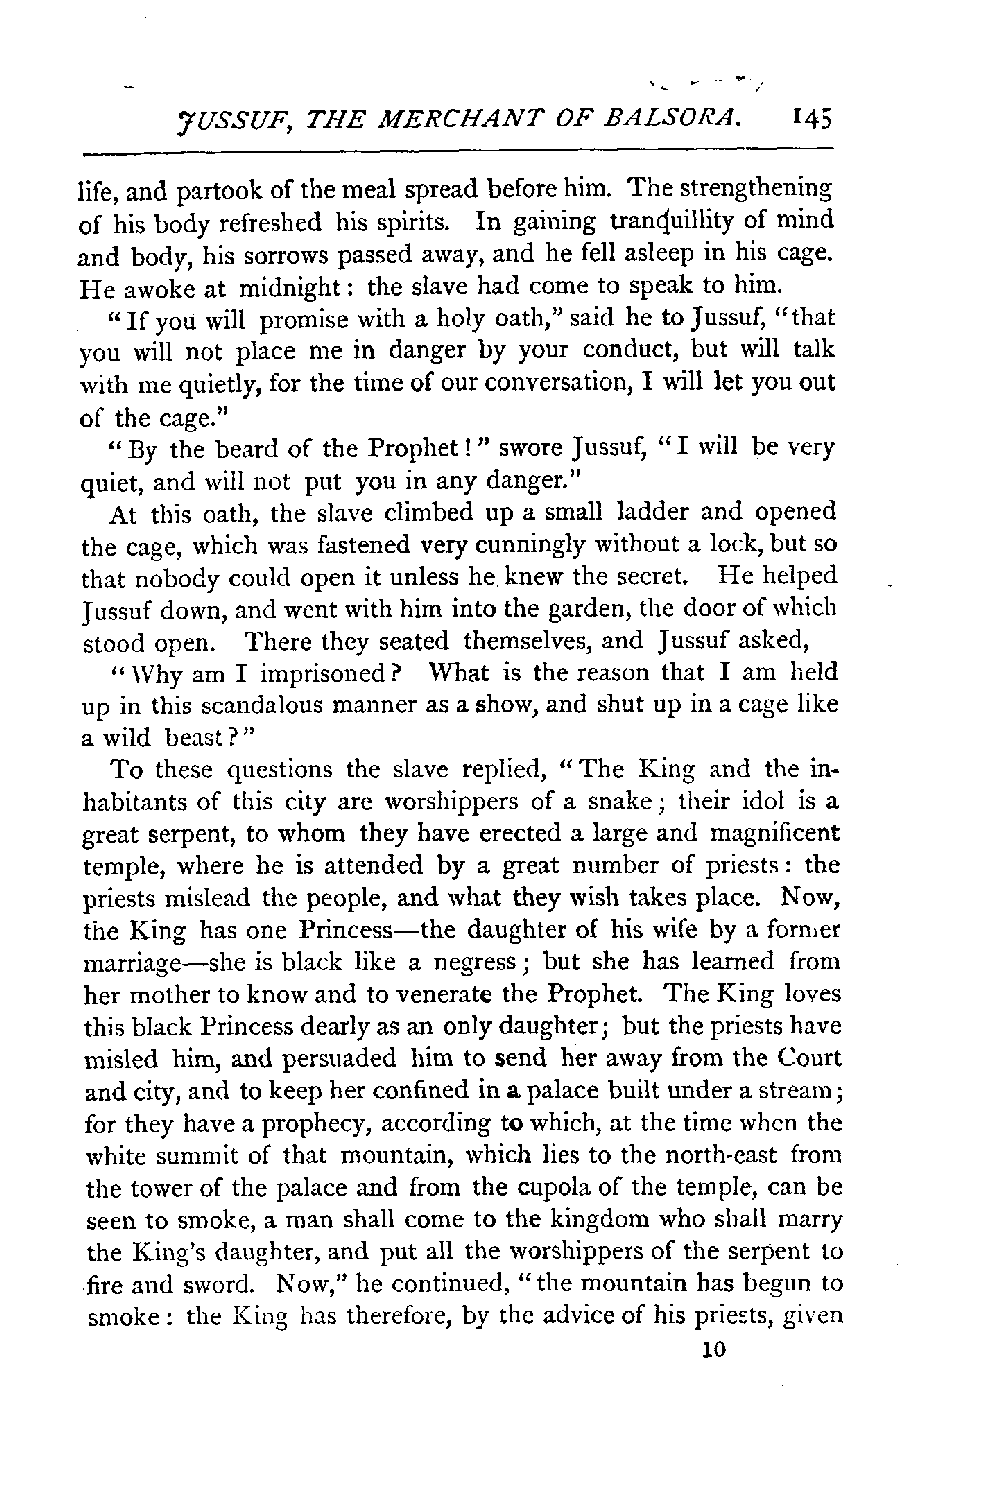 JUSSUF, THE MERCHANT OF BALSORA. 145
life, and partook of the meal spread before him. The strengthening
of his body refreshed his spirits. In gaining tranquillity of mind
and body, his sorrows passed away, and he fell asleep in his cage.
He awoke at midnight: the slave had come to speak to him.
"If you will promise with a holy oath," said he to Jussuf, "that
you will not place me in danger by your conduct, but will talk
with me quietly, for the time of our conversation, I will let you out
of the cage."
"By the beard of the Prophet!" swore Jussuf, "I will be very
quiet, and will not put you in any danger."
At this oath, the slave climbed up a small ladder and opened
the cage, which was fastened very cunningly without a lock, but so
that nobody could open it unless he knew the secret. He helped
Jussuf down, and went with him into the garden, the door of which
stood open. There they seated themselves, and Jussuf asked,
"Why am I imprisoned? What is the reason that I am held
up in this scandalous manner as a show, and shut up in a cage like
a wild beast?"
To these questions the slave replied, "The King and the in-
habitants of this city are worshippers of a snake; their idol is a
great serpent, to whom they have erected a large and magnificent
temple, where he is attended by a great number of priests: the
priests mislead the people, and what they wish takes place. Now,
the King has one Princess—the daughter of his wife by a former
marriage—she is black like a negress; but she has learned from
her mother to know and to venerate the Prophet. The King loves
this black Princess dearly as an only daughter; but the priests have
misled him, and persuaded him to send her away from the Court
and city, and to keep her confined in a palace built under a stream;
for they have a prophecy, according to which, at the time when the
white summit of that mountain, which lies to the north-east from
the tower of the palace and from the cupola of the temple, can be
seen to smoke, a man shall come to the kingdom who shall marry
the King's daughter, and put all the worshippers of the serpent to
fire and sword. Now," he continued, "the mountain has begun to
smoke: the King has therefore, by the advice of his priests, given
10